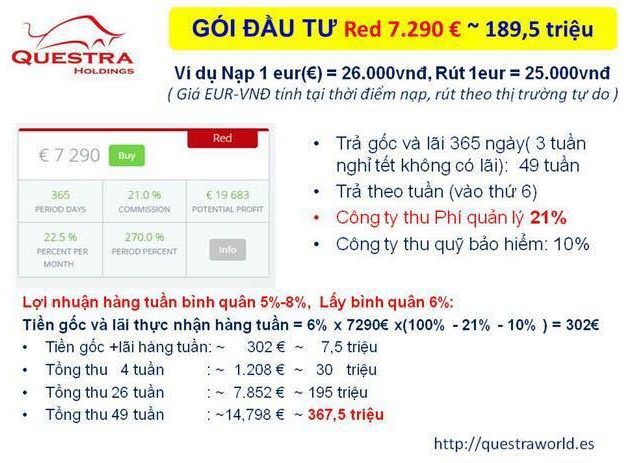 QUESTRA
HOLDINGS
GÓI ĐẦU TƯ Red 7.290 € ~ 189,5 triệu
Ví dụ Nạp 1 eur(€) = 26.000vnđ, Rút 1eur = 25.000vnđ
( Giá EUR-VNĐ tính tại thời điểm nạp, rút theo thị trường tự do )
Red
€ 7 290 Buy
365 21.0 % € 19 683
PERIOD DAYS COMMISSION POTENTIAL PROFIT
22.5 % 270.0 % Info
PERCENT PER PERIOD PERCENT
MONTH
• Trả gốc và lãi 365 ngày( 3 tuần
nghỉ tết không có lãi): 49 tuần
• Trả theo tuần (vào thứ 6)
• Công ty thu Phí quản lý 21%
• Công ty thu quỹ bảo hiểm: 10%
Lợi nhuận hàng tuần bình quân 5%-8%, Lấy bình quân 6%:
Tiền gốc và lãi thực nhận hàng tuần = 6% x 7290€ x(100% - 21% - 10% ) = 302€
• Tiền gốc +lãi hàng tuần: ~ 302 € ~ 7,5 triệu
• Tổng thu 4 tuần : ~ 1.208 € ~ 30 triệu
• Tổng thu 26 tuần : ~ 7.852 € ~ 195 triệu
• Tổng thu 49 tuần : ~14,798 € ~ 367,5 triệu
http://questraworld.es